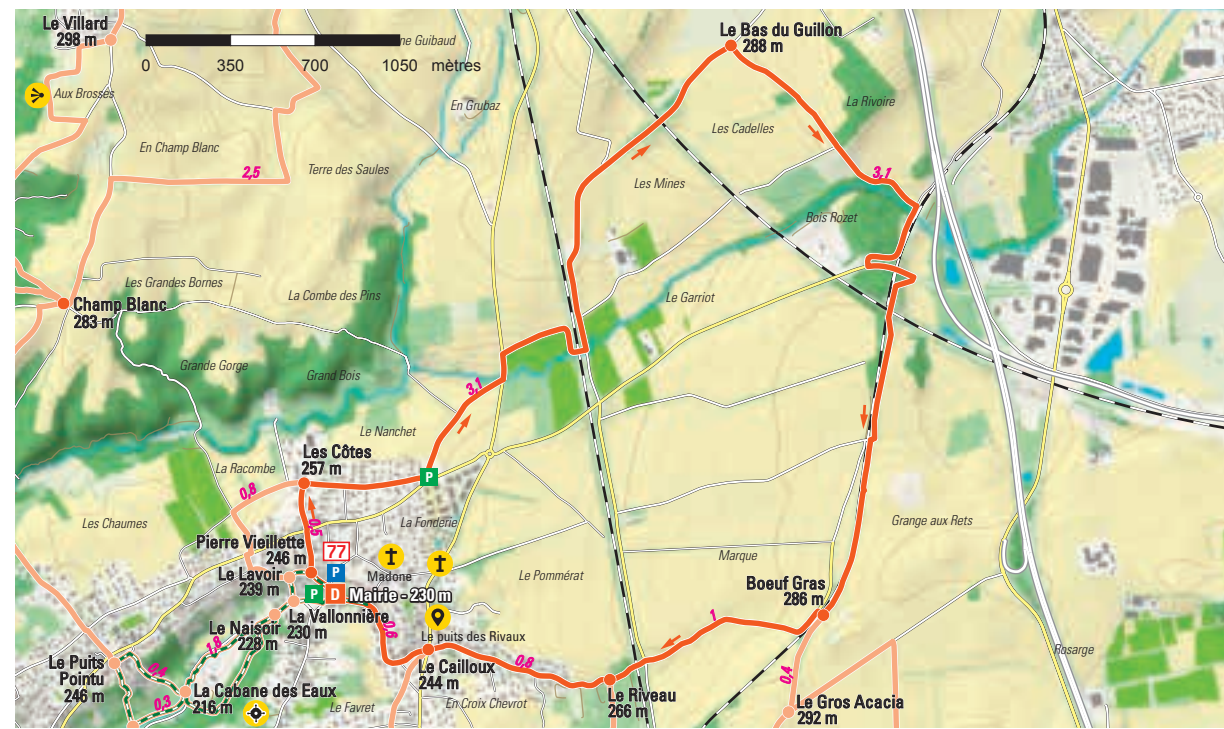 Le Villard
298 m
ne Guibaud
0 350 700 1050 mètres
Le Bas du Guillon
288 m
Aux Brosses
En Grubaz
La Rivoire
Les Cadelles
En Champ Blanc
Terre des Saules
2,5
Les Mines
3,1
Bois Rozet
Les Grandes Bornes
La Combe des Pins
Le Garriot
Champ Blanc
283 m
Grande Gorge
Grand Bois
3,1
Le Nanchet
Les Côtes
257 m
La Racombe
P
0,8
Les Chaumes
0,5
La Fonderie
Grange aux Rets
Pierre Vieillette
246 m
77
Marque
Le Lavoir
239 m
P
Madone
Le Pommérat
Boeuf Gras
286 m
P
D
Mairie - 230 m
La Vallonnière
230 m
Le Naisoir
228 m
0,6
1
Le puits des Rivaux
1,8
Rosarge
Le Puits
Pointu
246 m
0,4
Le Cailloux
244 m
0,8
0,4
0,3
La Cabane des Eaux
216 m
Le Favret
En Croix Chevrot
Le Riveau
266 m
Le Gros Acacia
292 m